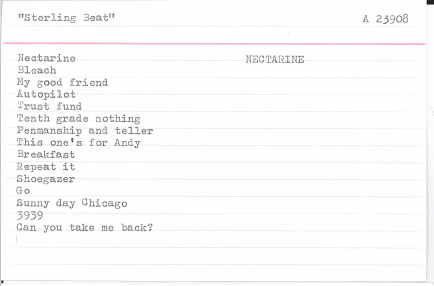 "Sterling Beat" A 23908
Nectarine NECTARINE
Bleach
My good friend
Autopilot
Trust fund
Tenth grade nothing
Penmanship and teller
This one's for Andy
Breakfast
Repeat it
Shoegazer
Go
Sunny day Chicago
3939
Can you take me back?